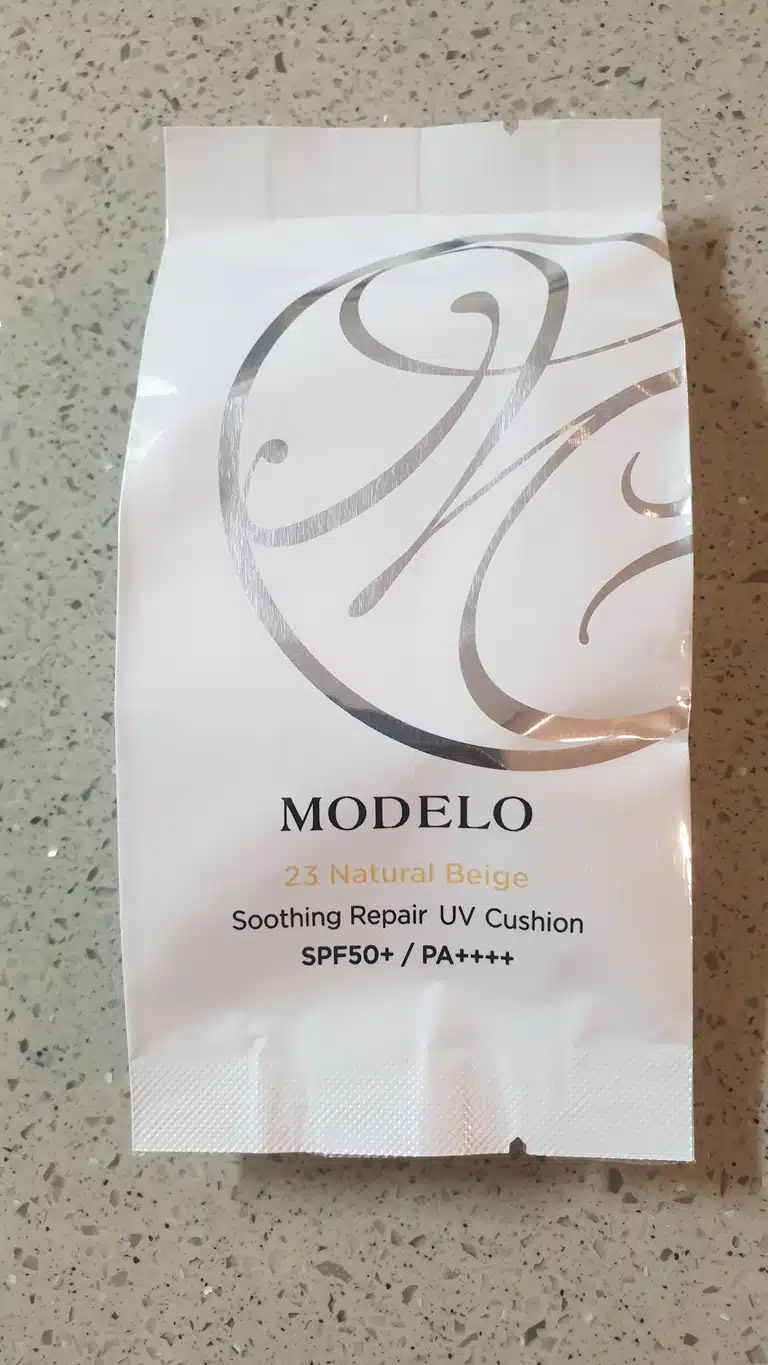 MODELO
23 Natural Beige
Soothing Repair UV Cushion
SPF50+ / PA++++